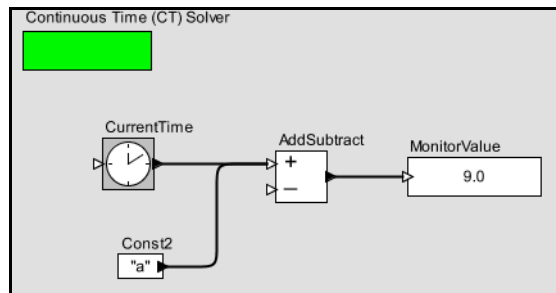 Continuous Time (CT) Solver
CurrentTime
AddSubtract
MonitorValue
+
9.0
–
Const2
"a"